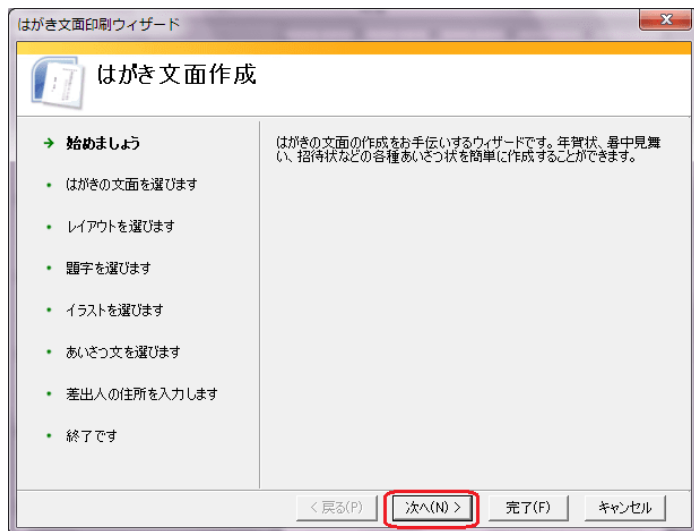 はがき文面印刷ウィザード
はがき文面作成
始めましょう
はがきの文面を選びます
レイアウトを選びます
題字を選びます
イラストを選びます
あいさつ文を選びます
差出人の住所を入力します
終了です
はがきの文面の作成をお手伝いするウィザードです。年賀状、暑中見舞
い、招待状などの各種あいさつ状を簡単に作成することができます。
< 戻る(P)
次へ(N) >
完了(F)
キャンセル